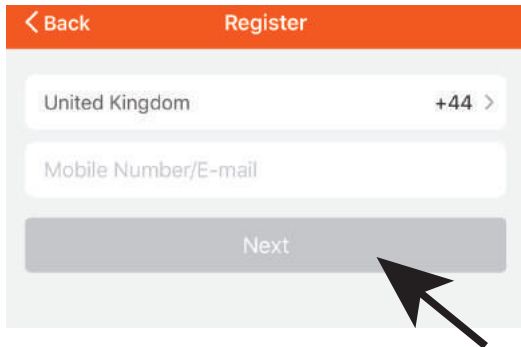 Back
Register
United Kingdom +44
Mobile Number/E-mail
Next